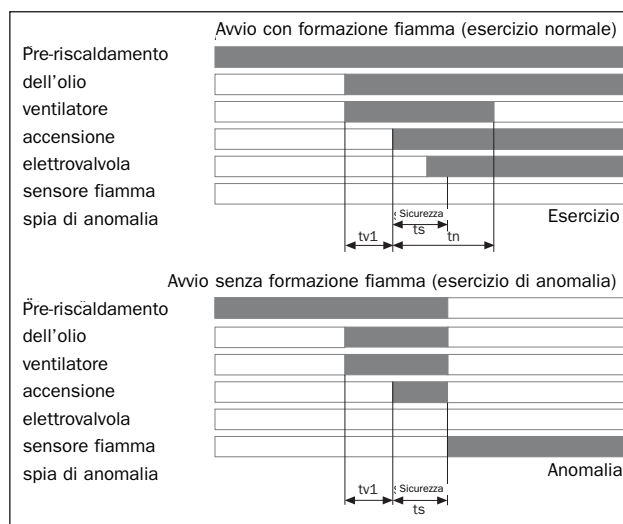 Avvio con formazione fiamma (esercizio normale)
Pre-riscaldamento
dell'olio
ventilatore
accensione
elettrovalvola
sensore fiamma
spia di anomalia
Esercizio
Sicurezza
tv1
ts
tn
Avvio senza formazione fiamma (esercizio di anomalia)
Pre-riscaldamento
dell'olio
ventilatore
accensione
elettrovalvola
sensore fiamma
spia di anomalia
Anomalia
Sicurezza
tv1
ts